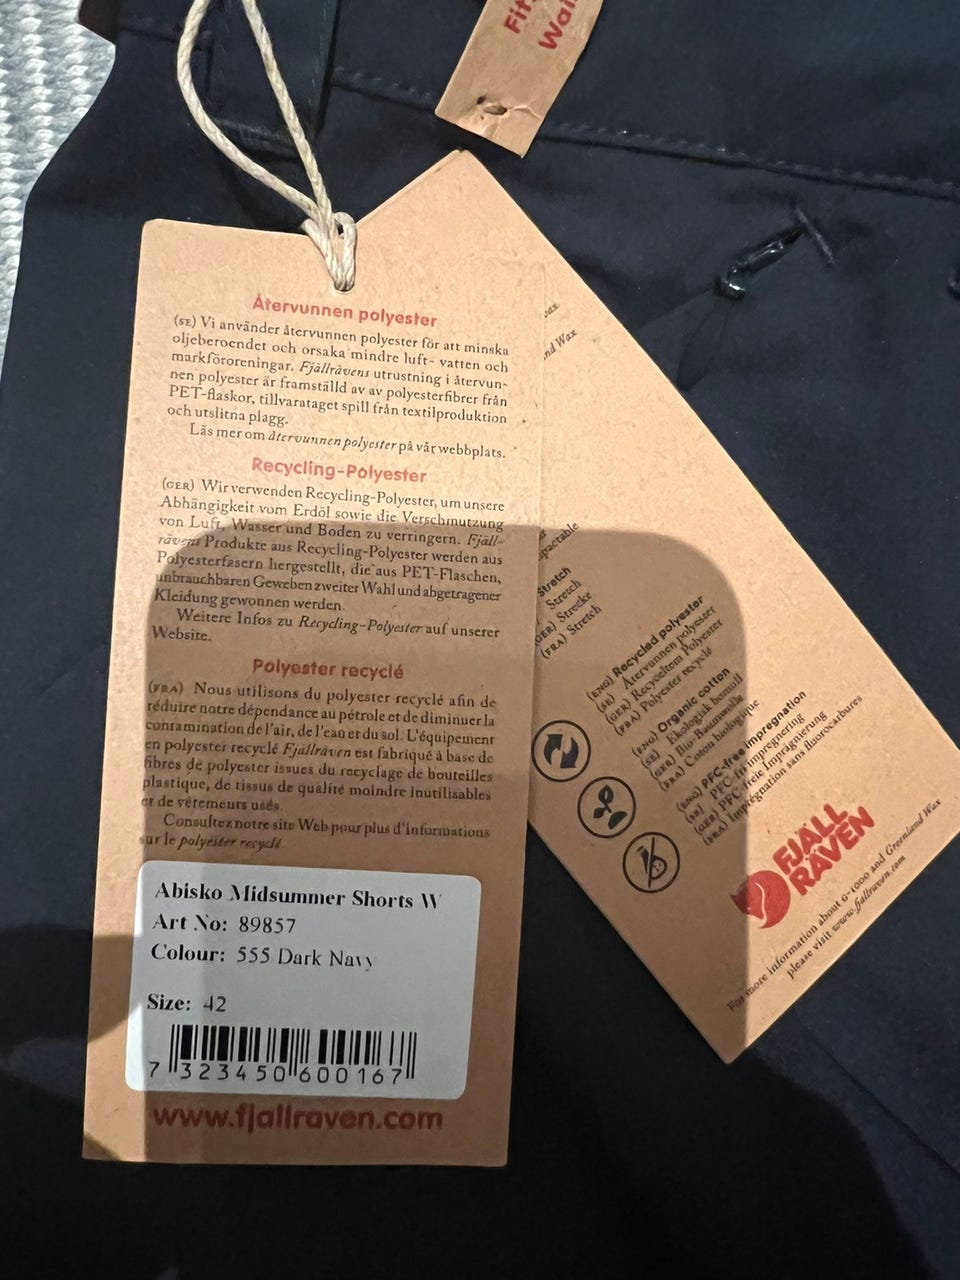 Fit
Wai
Återvunnen polyester
(SE) Vi använder återvunnen polyester för att minska
oljeberoendet och orsaka mindre luft- vatten och
markföroreningar. Fjällrävens utrustning i återvun-
nen polyester är framställd av av polyesterfibrer från
PET-flaskor, tillvarataget spill från textilproduktion
och utslitna plagg.
Läs mer om återvunnen polyester på vår webbplats.
Recycling-Polyester
(GER) Wir verwenden Recycling-Polyester, um unsere
Abhängigkeit vom Erdöl sowie die Verschmutzung
von Luft, Wasser und Boden zu verringern. Fjäll-
rävens Produkte aus Recycling-Polyester werden aus
Polyesterfasern hergestellt, die aus PET-Flaschen,
unbrauchbaren Geweben zweiter Wahl und abgetragener
Kleidung gewonnen werden.
Weitere Infos zu Recycling-Polyester auf unserer
Website.
Polyester recyclé
(FRA) Nous utilisons du polyester recyclé afin de
réduire notre dépendance au pétrole et de diminuer la
contamination de l'air, de l'eau et du sol. L'équipement
en polyester recyclé Fjällräven est fabriqué à base de
fibres de polyester issues du recyclage de bouteilles
plastique, de tissus de qualité moindre inutilisables
et de vêtements usés.
Consultez notre site Web pour plus d'informations
sur le polyester recyclé
Abisko Midsummer Shorts W
Art No: 89857
Colour: 555 Dark Navy
Size: 42
7 323450 600167
www.fjallraven.com
ax
nd Wax
pactable
Stretch
Stretch
(GER) Strecke
(FRA) Stretch
(ENG) Recycled polyester
(SE) Återvunnen polyester
(GER) Recyceltem Polyester
(FRA) Polyester recyclé
(ENG) Organic cotton
(SE) Ekologisk bomull
(GER) Bio-Baumwolle
(FRA) Coton biologique
(ENG) PFC-free impregnation
(SE) PFC-fri impregnering
(GER) PFC-freie Imprägnierung
(FRA) Imprégnation sans fluorocarbures
FJÄLL
RÄVEN
For more information about G-1000 and Greenland Wax
please visit www.fjallraven.com